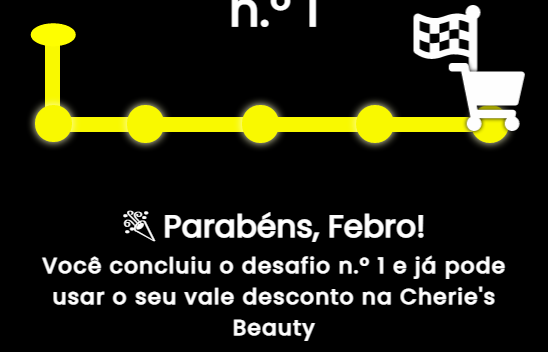 n.º 1
Parabéns, Febro!
Você concluiu o desafio n.º 1 e já pode
usar o seu vale desconto na Cherie's
Beauty